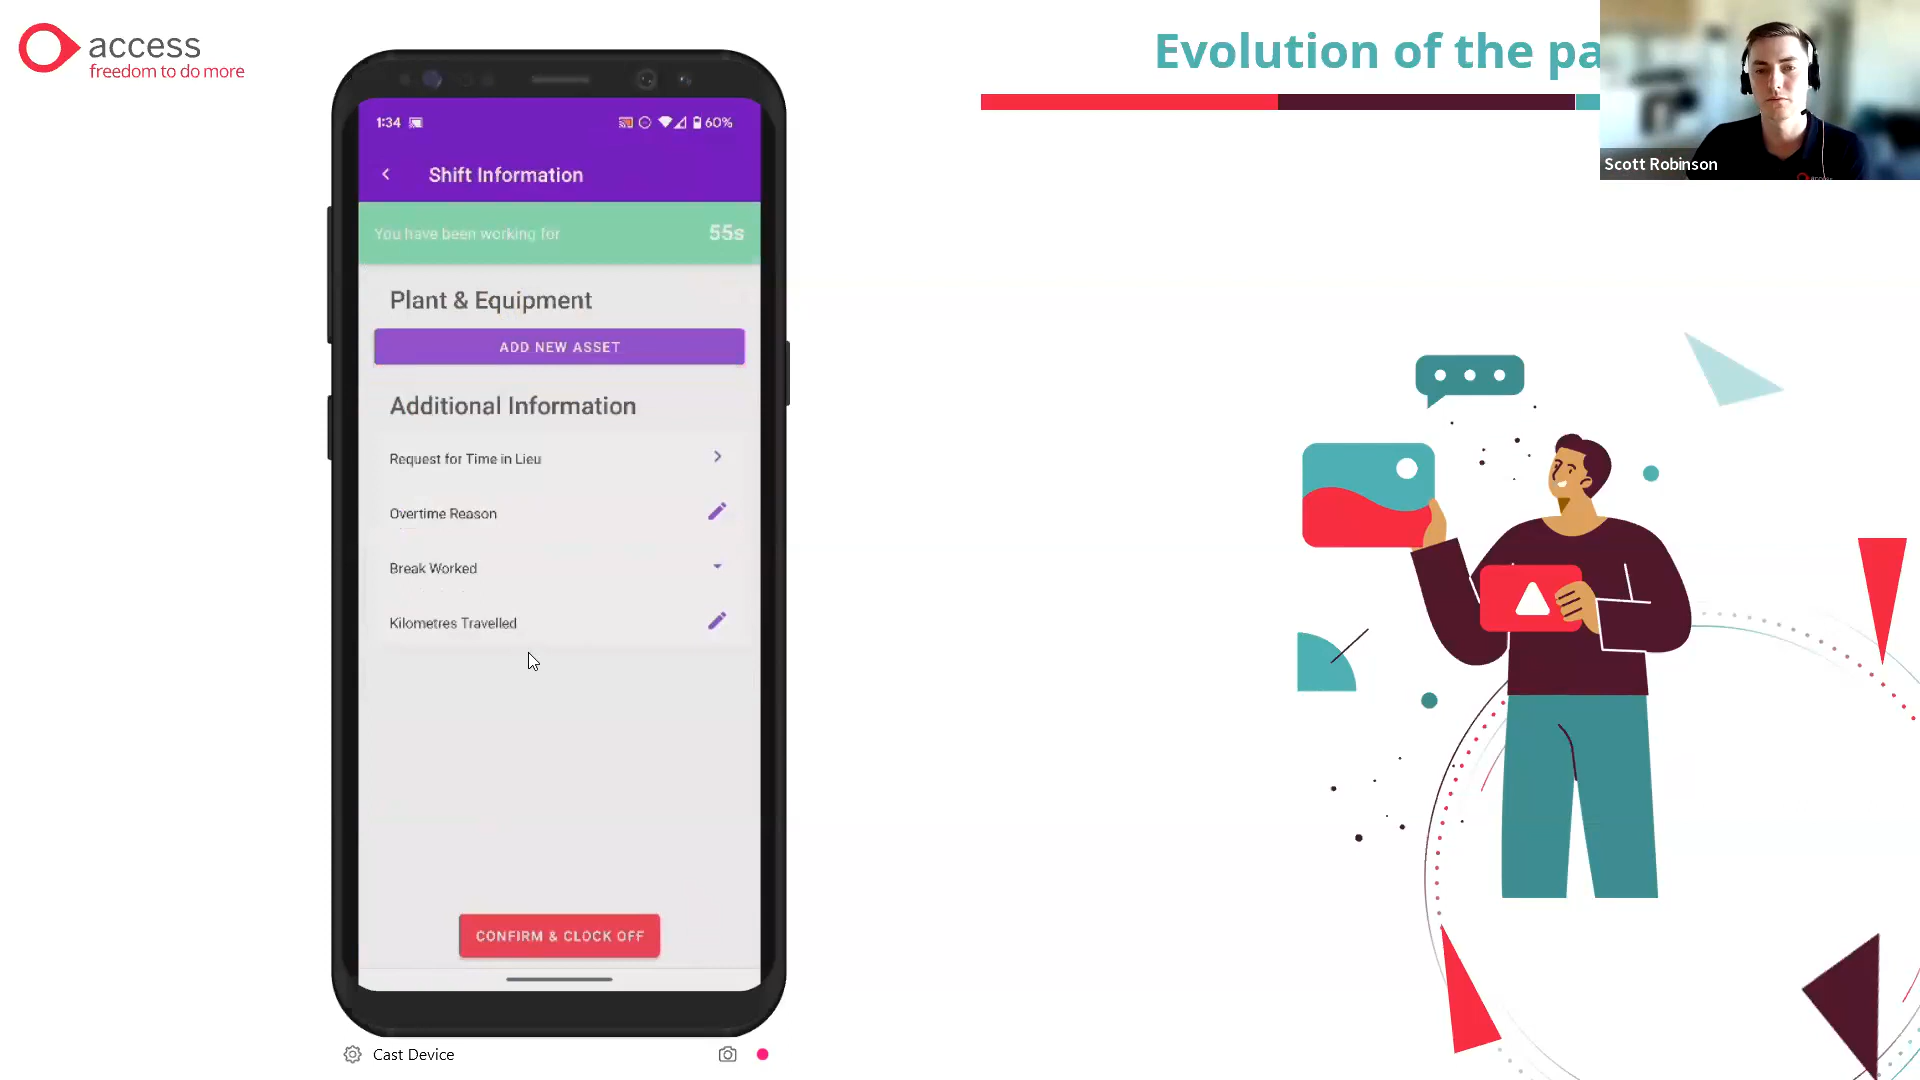 access
freedom to do more
Evolution of the pa
Scott Robinson
1:34
60%
Shift Information
You have been working for 55s
Plant & Equipment
ADD NEW ASSET
Additional Information
Request for Time in Lieu
Overtime Reason
Break Worked
Kilometres Travelled
CONFIRM & CLOCK OFF
Cast Device